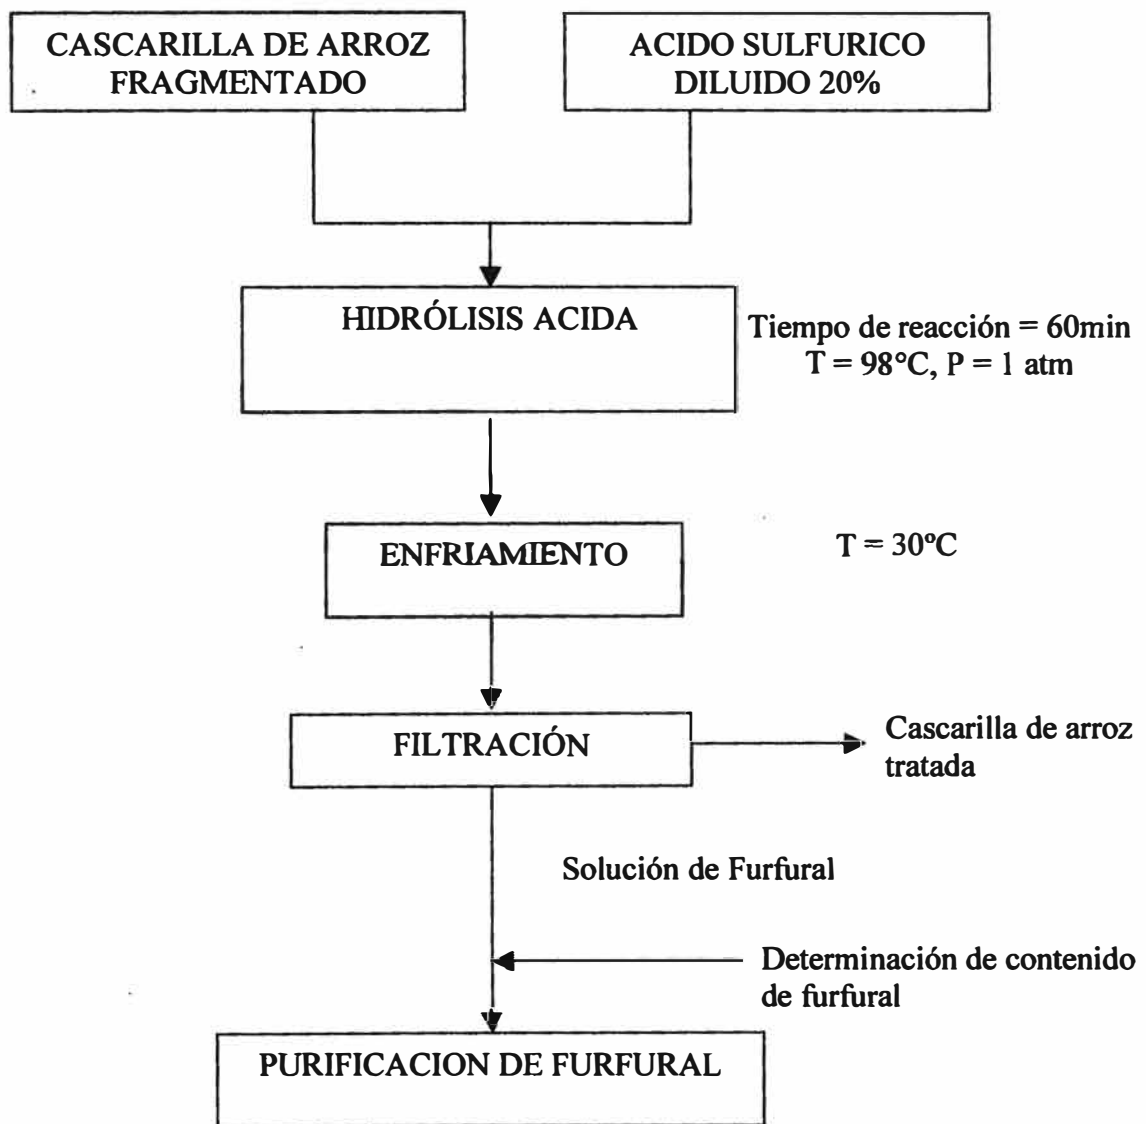 CASCARILLA DE ARROZ
FRAGMENTADO
ACIDO SULFURICO
DILUIDO 20%
HIDRÓLISIS ACIDA
Tiempo de reacción = 60min
T = 98°C, P = 1 atm
ENFRIAMIENTO
T = 30ºC
FILTRACIÓN
Cascarilla de arroz
tratada
Solución de Furfural
Determinación de contenido
de furfural
PURIFICACION DE FURFURAL